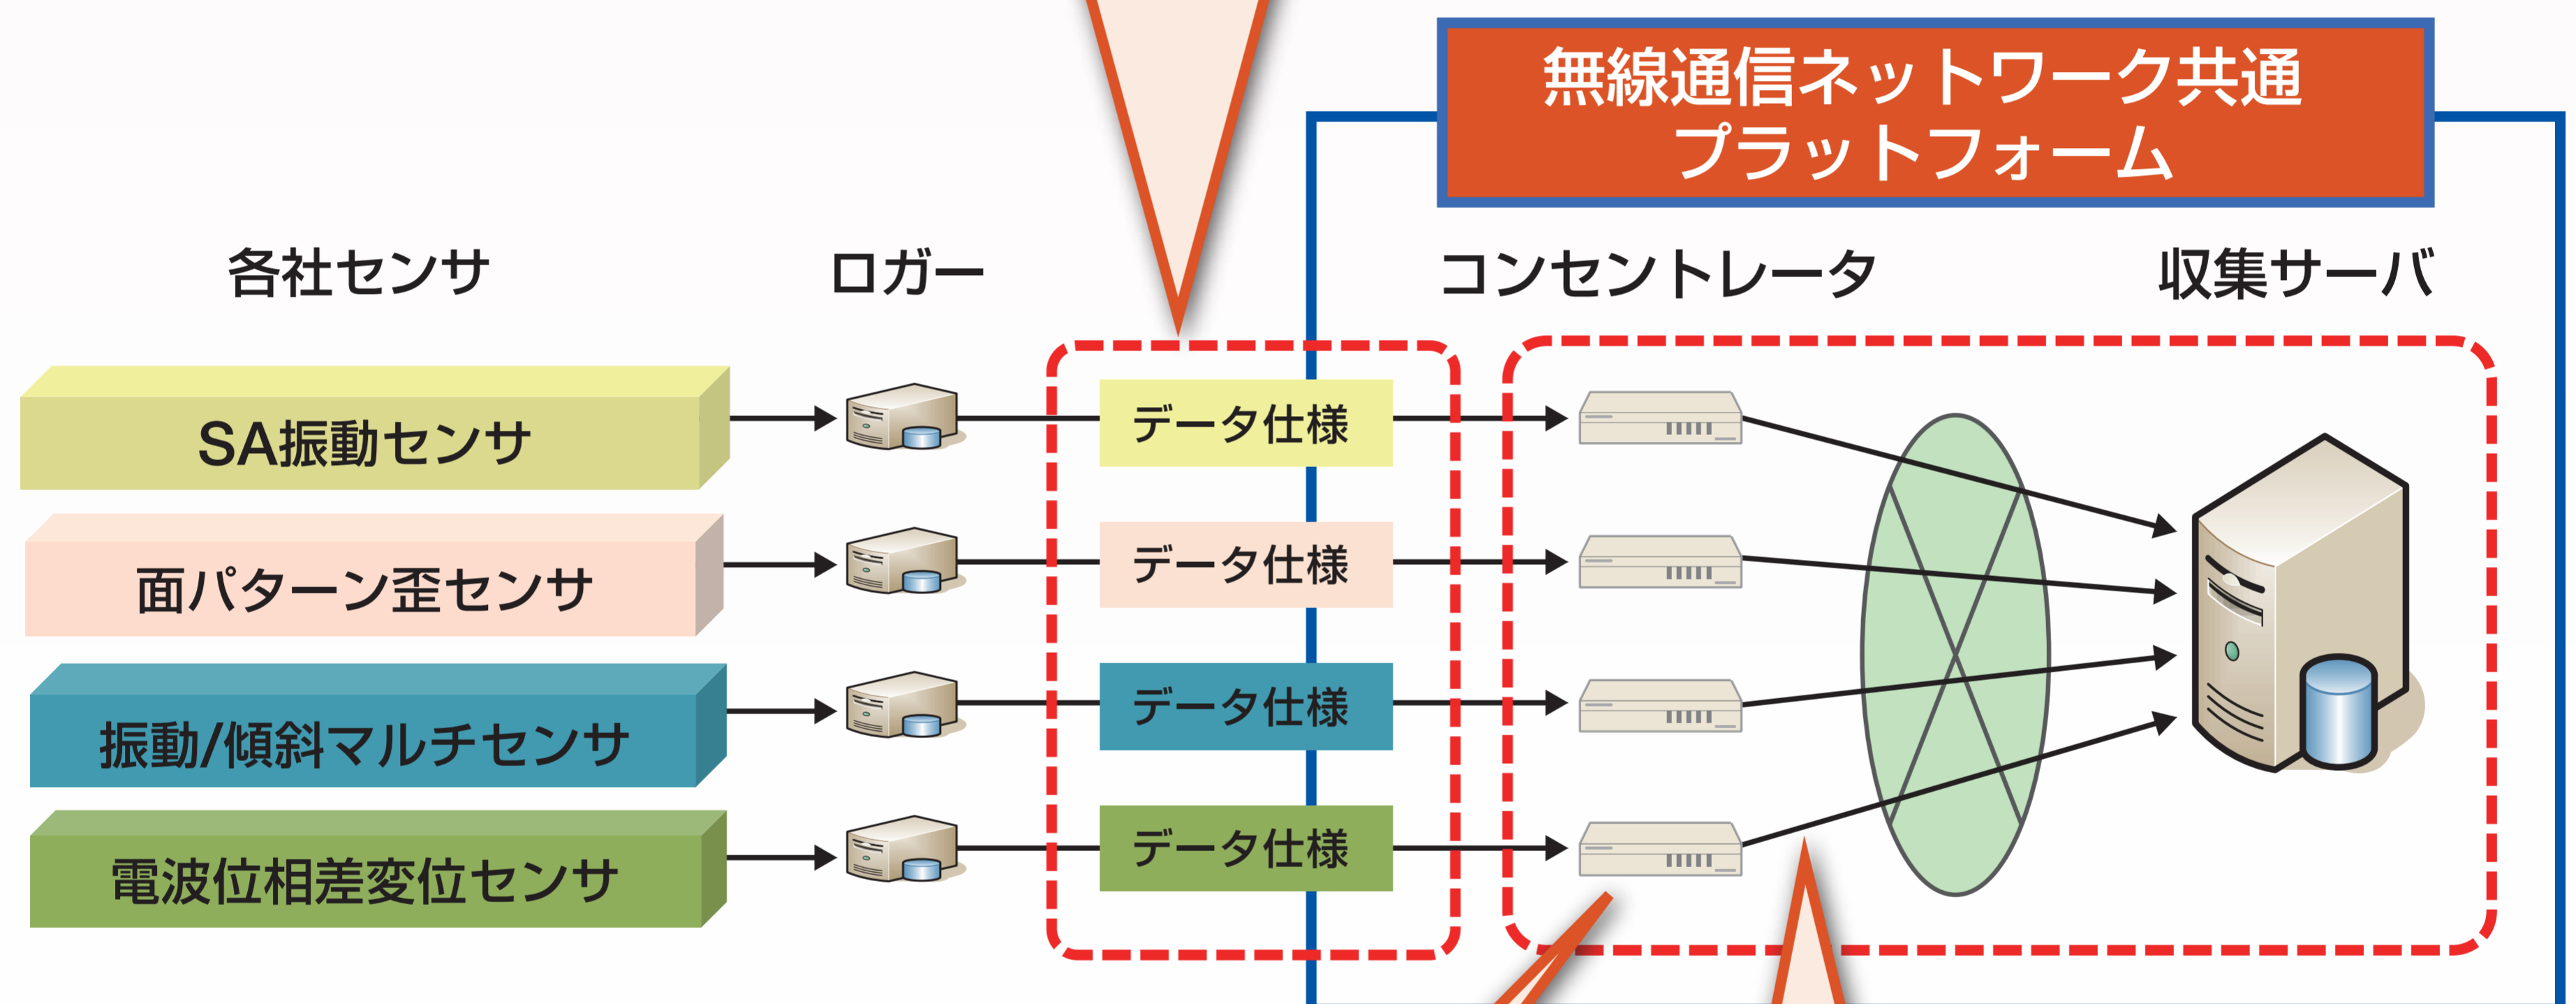 無線通信ネットワーク共通
プラットフォーム
各社センサ
ロガー
コンセントレータ
収集サーバ
SA振動センサ
データ仕様
面パターン歪センサ
データ仕様
振動/傾斜マルチセンサ
データ仕様
電波位相差変位センサ
データ仕様